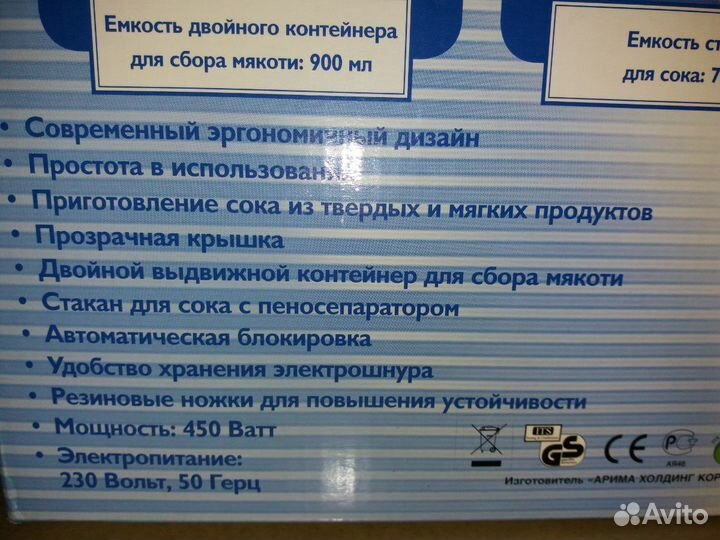 Емкость двойного контейнера
для сбора мякоти: 900 мл
Емкость
для сока:
• Современный эргономичный дизайн
• Простота в использовании
• Приготовление сока из твердых и мягких продуктов
• Прозрачная крышка
• Двойной выдвижной контейнер для сбора мякоти
• Стакан для сока с пеносепаратором
• Автоматическая блокировка
• Удобство хранения электрошнура
• Резиновые ножки для повышения устойчивости
• Мощность: 450 Ватт
• Электропитание:
230 Вольт, 50 Герц
ITS
GS
CE
АЯ46
Изготовитель «АРИМА ХОЛДИНГ КОР
Avito